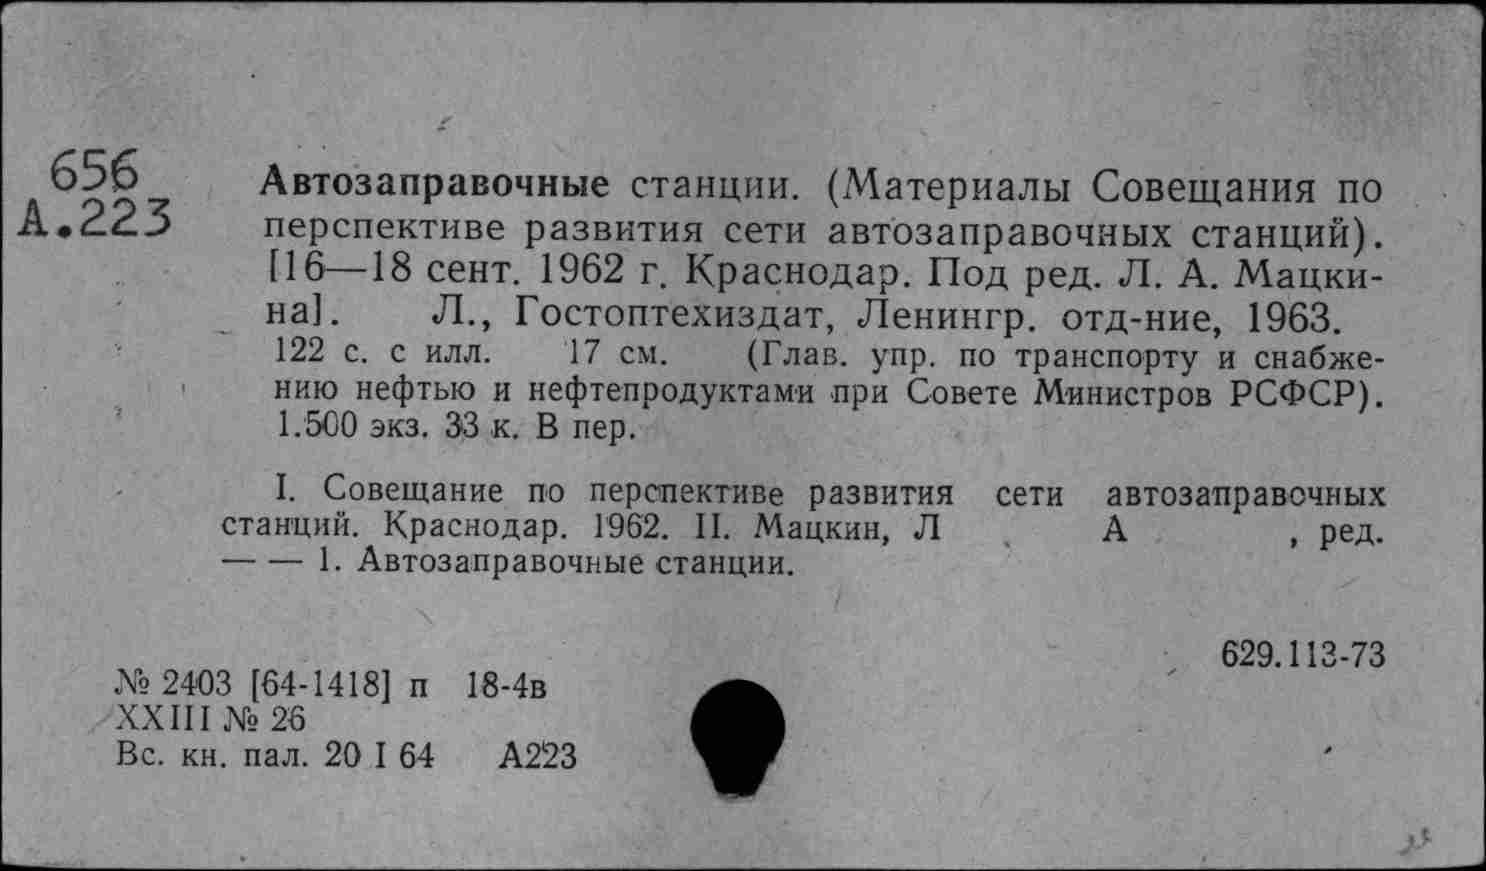 656
А.223
Автозаправочные станции. (Материалы Совещания по
перспективе развития сети автозаправочных станций).
[16—18 сент. 1962 г. Краснодар. Под ред. Л. А. Мацки-
на]. Л., Гостоптехиздат, Ленингр. отд-ние, 1963.
122 с. с илл. 17 см. (Глав. упр. по транспорту и снабже-
нию нефтью и нефтепродуктами при Совете Министров РСФСР).
1.500 экз. 33 к. В пер.
I. Совещание по перспективе развития сети автозаправочных
станций. Краснодар. 1962. II. Мацкин, Л А , ред.
— — 1. Автозаправочные станции.
629.113-73
№ 2403 [64-1418] п 18-4в
XXIII № 26
Вс. кн. пал. 20 I 64 А223